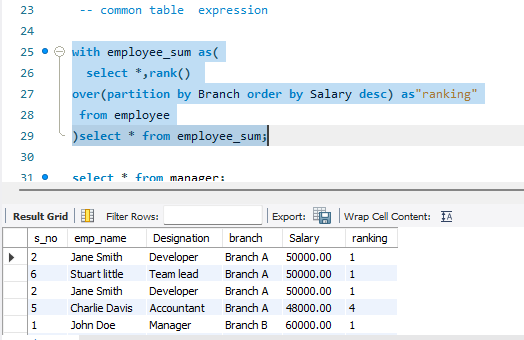 23 -- common table expression
24
25 with employee_sum as(
26 select *,rank()
27 over(partition by Branch order by Salary desc) as"ranking"
28 from employee
29 )select * from employee_sum;
30
31 select * from manager;
Result Grid Filter Rows: Export: Wrap Cell Content:
s_no emp_name Designation branch Salary ranking
2 Jane Smith Developer Branch A 50000.00 1
6 Stuart little Team lead Branch A 50000.00 1
2 Jane Smith Developer Branch A 50000.00 1
5 Charlie Davis Accountant Branch A 48000.00 4
1 John Doe Manager Branch B 60000.00 1